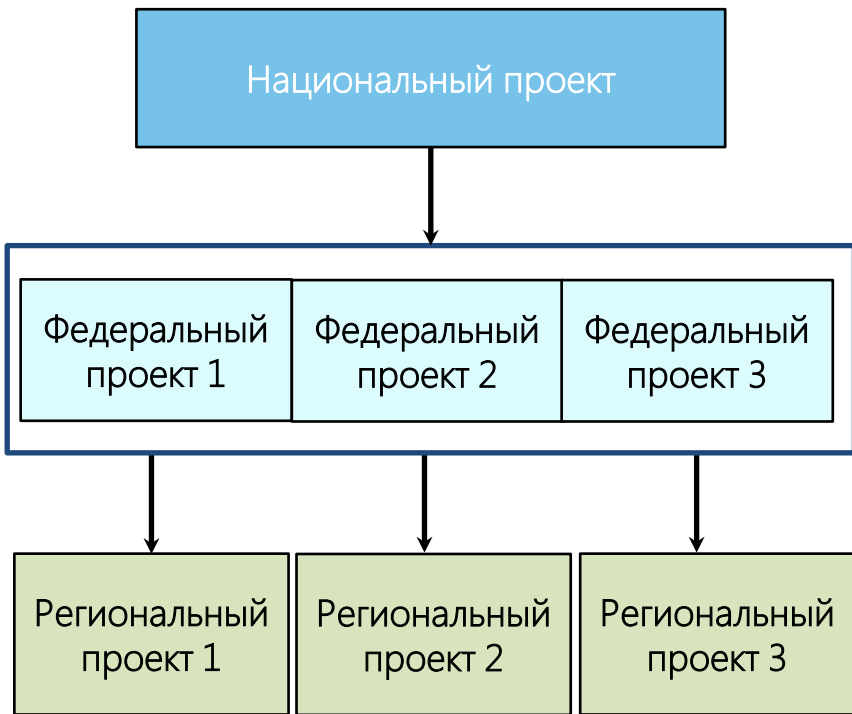 Национальный проект
Федеральный
проект 1
Федеральный
проект 2
Федеральный
проект 3
Региональный
проект 1
Региональный
проект 2
Региональный
проект 3